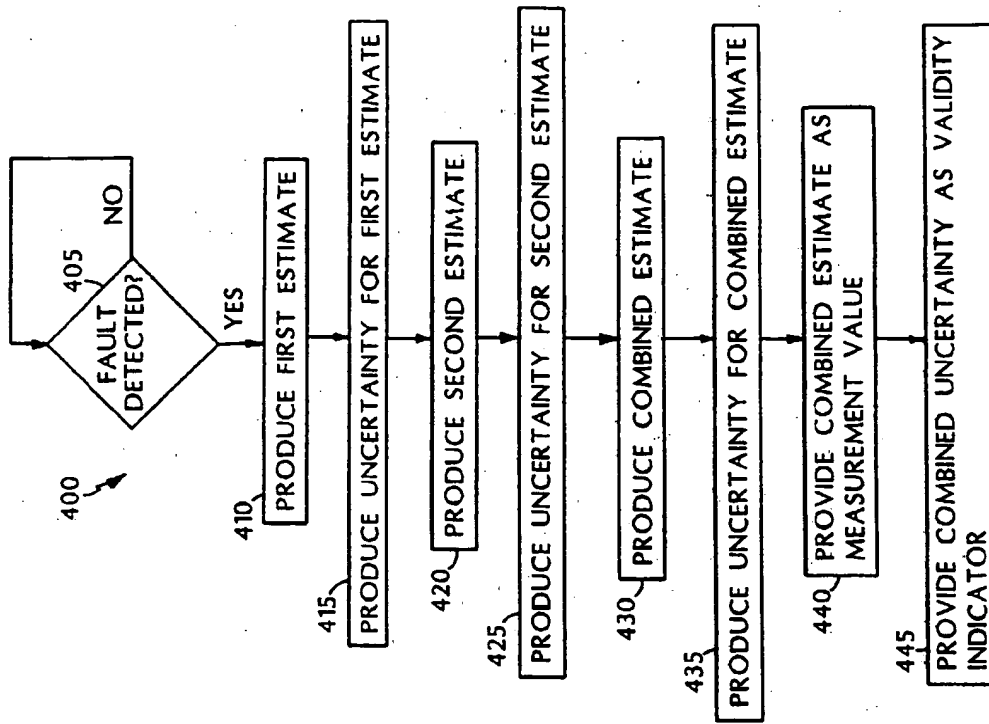 400
405
FAULT
DETECTED?
NO
YES
410
PRODUCE FIRST ESTIMATE
415
PRODUCE UNCERTAINTY FOR FIRST ESTIMATE
420
PRODUCE SECOND ESTIMATE
425
PRODUCE UNCERTAINTY FOR SECOND ESTIMATE
430
PRODUCE COMBINED ESTIMATE
435
PRODUCE UNCERTAINTY FOR COMBINED ESTIMATE
440
PROVIDE COMBINED ESTIMATE AS
MEASUREMENT VALUE
445
PROVIDE COMBINED UNCERTAINTY AS VALIDITY
INDICATOR